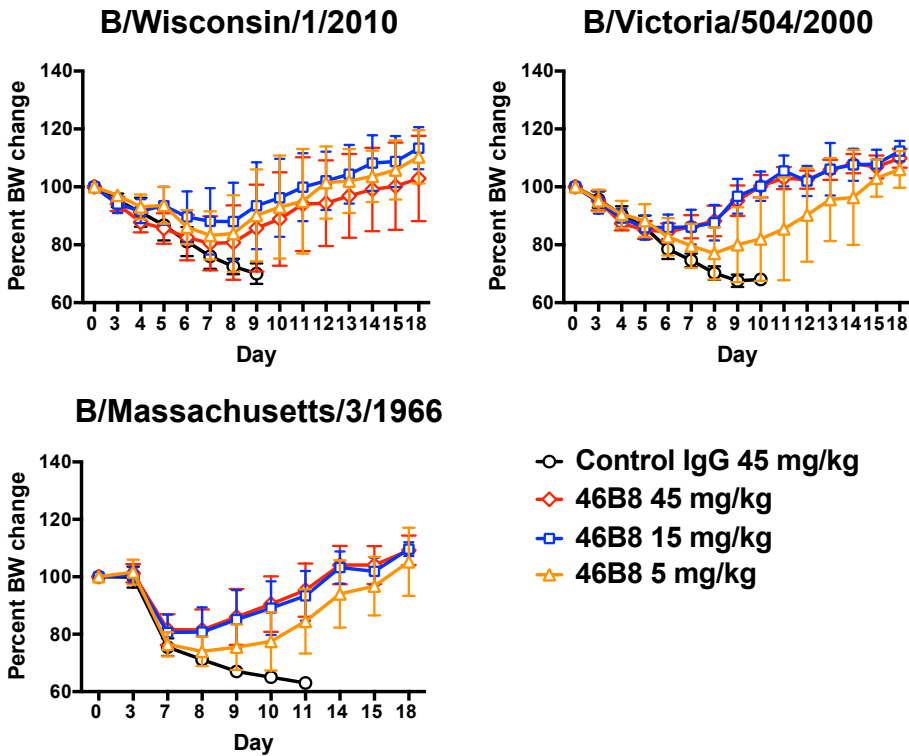 B/Wisconsin/1/2010
Percent BW change
140
120
100
80
60
0 3 4 5 6 7 8 9 10 11 12 13 14 15 18
Day
B/Victoria/504/2000
Percent BW change
140
120
100
80
60
0 3 4 5 6 7 8 9 10 11 12 13 14 15 18
Day
B/Massachusetts/3/1966
Percent BW change
140
120
100
80
60
0 3 7 8 9 10 11 14 15 18
Day
Control IgG 45 mg/kg
46B8 45 mg/kg
46B8 15 mg/kg
46B8 5 mg/kg